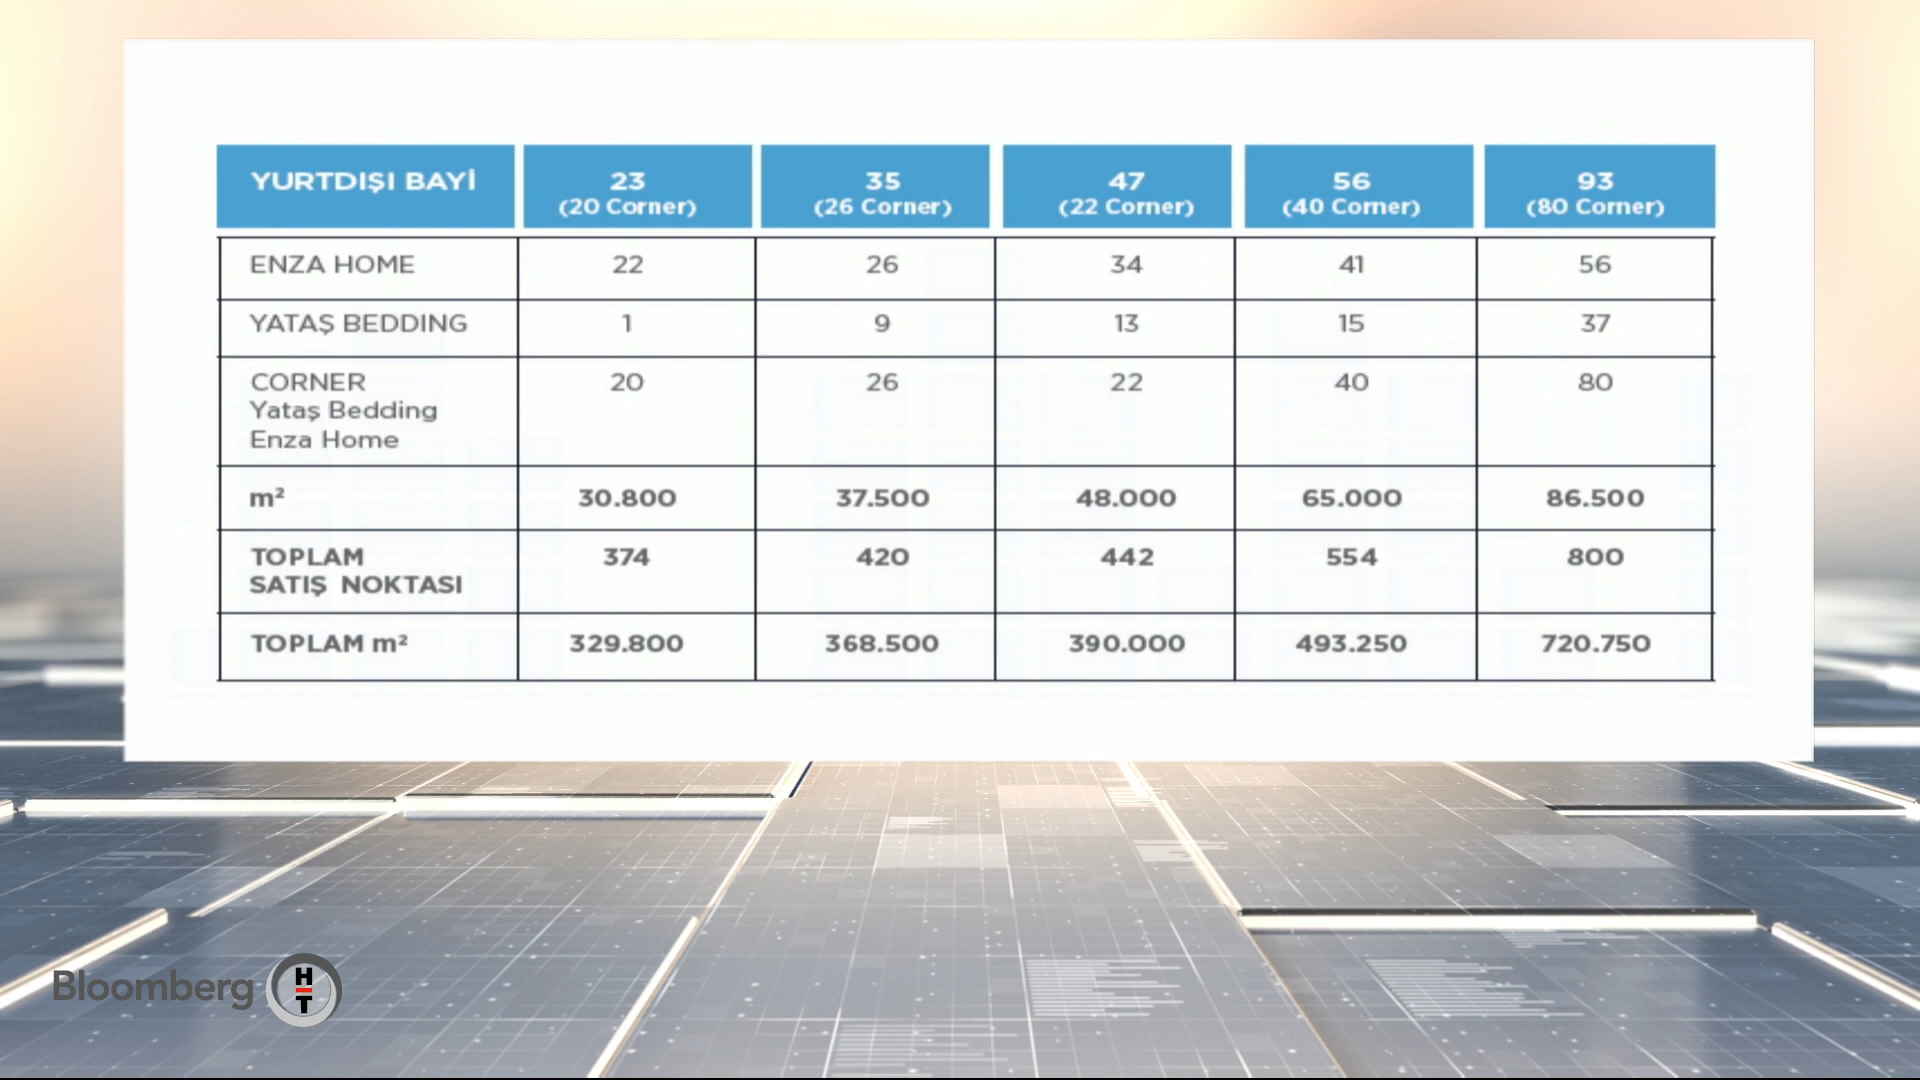 YURTDIŞI BAYİ 23 35 47 56 93
(20 Corner) (26 Corner) (22 Corner) (40 Corner) (80 Corner)
ENZA HOME 22 26 34 41 56
YATAŞ BEDDING 1 9 13 15 37
CORNER 20 26 22 40 80
Yataş Bedding
Enza Home
m² 30.800 37.500 48.000 65.000 86.500
TOPLAM 374 420 442 554 800
SATIŞ NOKTASI
TOPLAM m² 329.800 368.500 390.000 493.250 720.750
Bloomberg HT